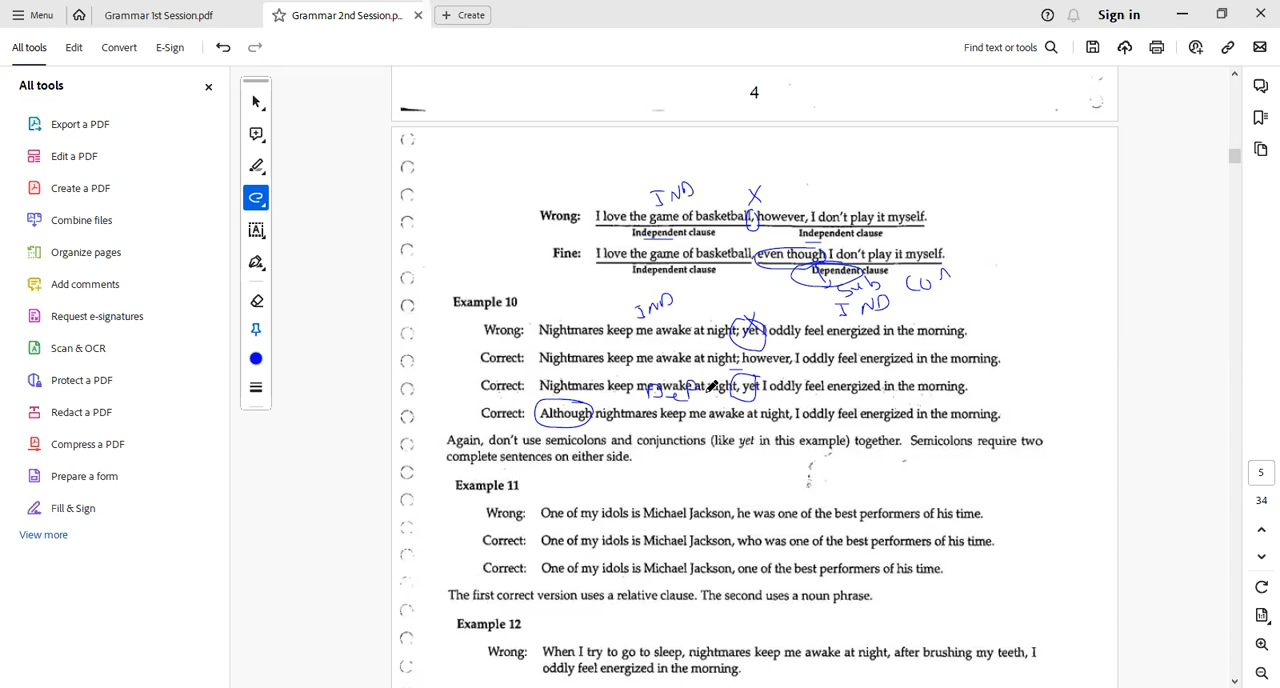 Menu Grammar 1st Session.pdf Grammar 2nd Session.p... Create Sign in
All tools Edit Convert E-Sign Find text or tools
All tools
Export a PDF
Edit a PDF
Create a PDF
Combine files
Organize pages
Add comments
Request e-signatures
Scan & OCR
Protect a PDF
Redact a PDF
Compress a PDF
Prepare a form
Fill & Sign
View more
4
IND X
Wrong: I love the game of basketball, however, I don't play it myself.
Independent clause Independent clause
Fine: I love the game of basketball, even though I don't play it myself.
Independent clause Dependent clause
Sub Con
IND IND
Example 10
X
Wrong: Nightmares keep me awake at night; yet I oddly feel energized in the morning.
Correct: Nightmares keep me awake at night; however, I oddly feel energized in the morning.
Correct: Nightmares keep me awake at night, yet I oddly feel energized in the morning.
DeP
Correct: Although nightmares keep me awake at night, I oddly feel energized in the morning.
Again, don't use semicolons and conjunctions (like yet in this example) together. Semicolons require two
complete sentences on either side.
Example 11
Wrong: One of my idols is Michael Jackson, he was one of the best performers of his time.
Correct: One of my idols is Michael Jackson, who was one of the best performers of his time.
Correct: One of my idols is Michael Jackson, one of the best performers of his time.
The first correct version uses a relative clause. The second uses a noun phrase.
Example 12
Wrong: When I try to go to sleep, nightmares keep me awake at night, after brushing my teeth, I
oddly feel energized in the morning.
5
34